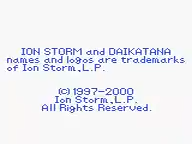 ION STORM and DAIKATANA
names and logos are trademarks
of Ion Storm.L.P.
©1997-2000
Ion Storm.L.P.
All Rights Reserved.